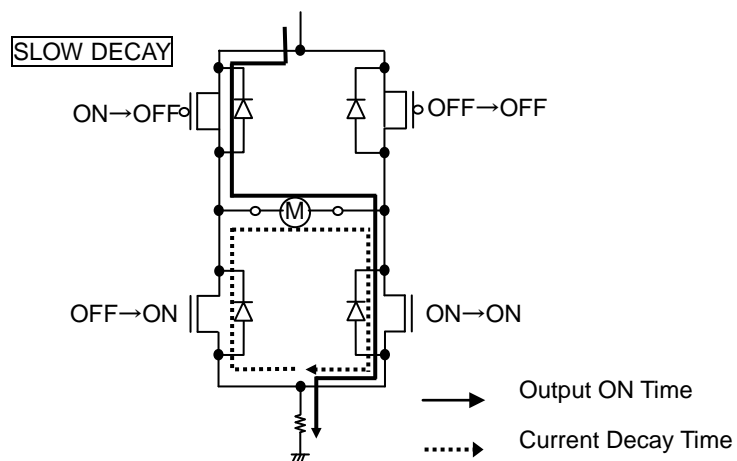 SLOW DECAY
ON→OFF
OFF→OFF
M
OFF→ON
ON→ON
Output ON Time
Current Decay Time